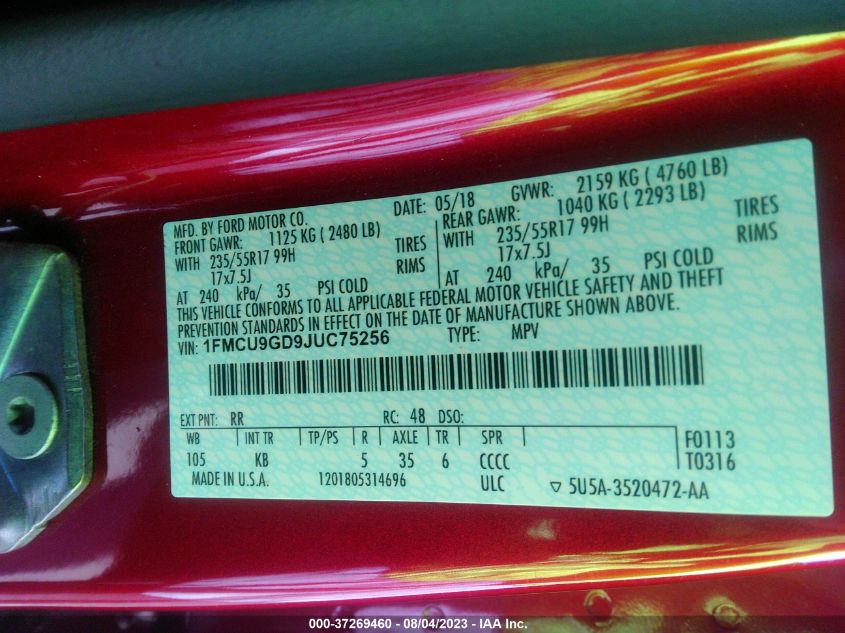 MFD. BY FORD MOTOR CO. DATE: 05/18 GVWR: 2159 KG ( 4760 LB)
FRONT GAWR: 1125 KG ( 2480 LB) REAR GAWR: 1040 KG ( 2293 LB)
WITH 235/55R17 99H TIRES WITH 235/55R17 99H TIRES
17x7.5J RIMS 17x7.5J RIMS
AT 240 kPa/ 35 PSI COLD AT 240 kPa/ 35 PSI COLD
THIS VEHICLE CONFORMS TO ALL APPLICABLE FEDERAL MOTOR VEHICLE SAFETY AND THEFT
PREVENTION STANDARDS IN EFFECT ON THE DATE OF MANUFACTURE SHOWN ABOVE.
VIN: 1FMCU9GD9JUC75256 TYPE: MPV
EXT PNT: RR RC: 48 DSO:
WB INT TR TP/PS R AXLE TR SPR F0113
105 KB 5 35 6 CCCC T0316
MADE IN U.S.A. 1201805314696 ULC ▽ 5U5A-3520472-AA
000-37269460 - 08/04/2023 - IAA Inc.